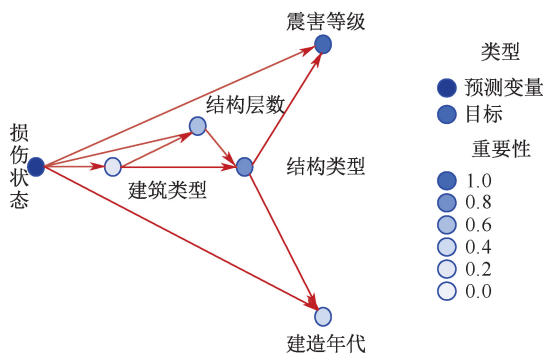 震害等级
结构层数
损伤状态
建筑类型
结构类型
建造年代
类型
预测变量
目标
重要性
1.0
0.8
0.6
0.4
0.2
0.0